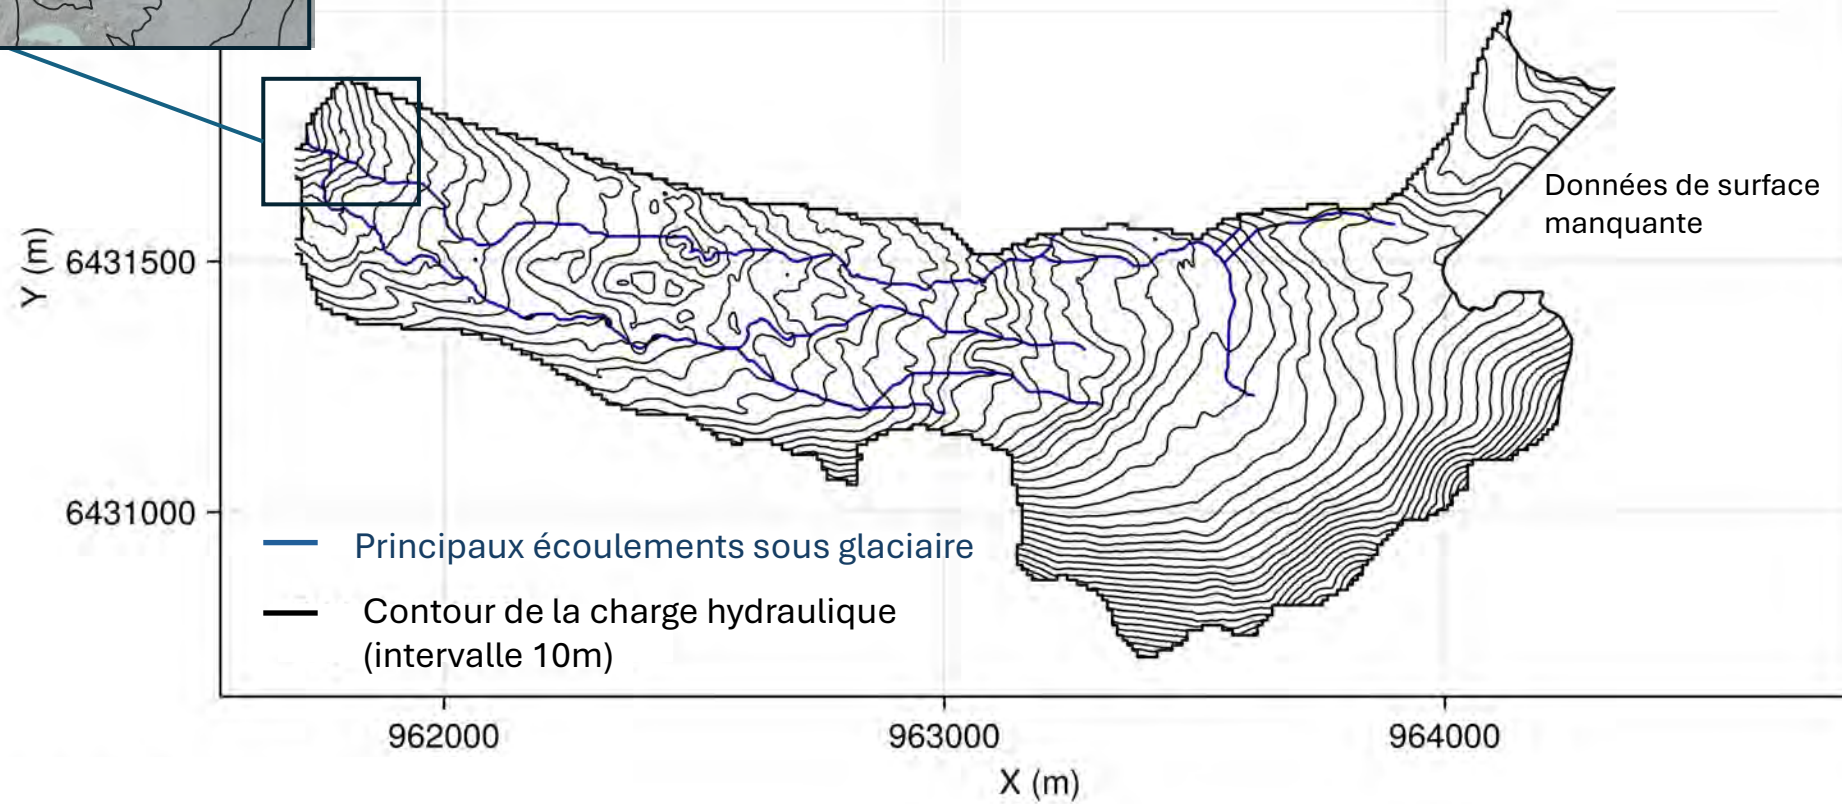 Données de surface
manquante
Y (m)
6431500
6431000
Principaux écoulements sous glaciaire
Contour de la charge hydraulique
(intervalle 10m)
962000
963000
964000
X (m)